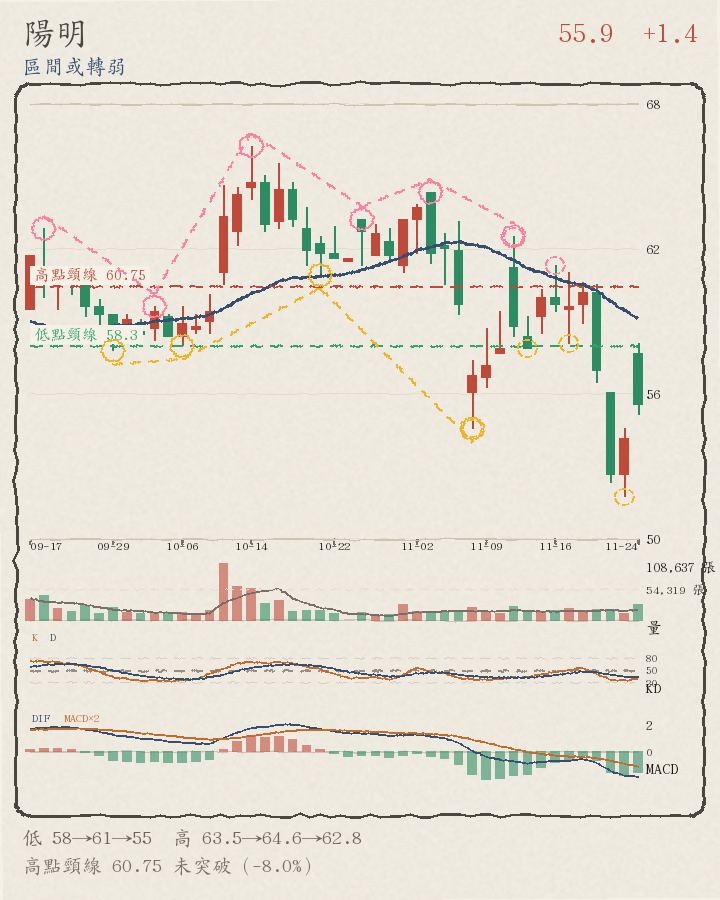 陽明
55.9 +1.4
區間或轉弱
68
62
高點頸線 60.75
低點頸線 58.3
56
50
09-17 09-29 10-06 10-14 10-22 11-02 11-09 11-16 11-24
108,637 張
54,319 張
量
K D
80
50
20
KD
DIF MACD×2
2
0
MACD
低 58→61→55 高 63.5→64.6→62.8
高點頸線 60.75 未突破 (-8.0%)